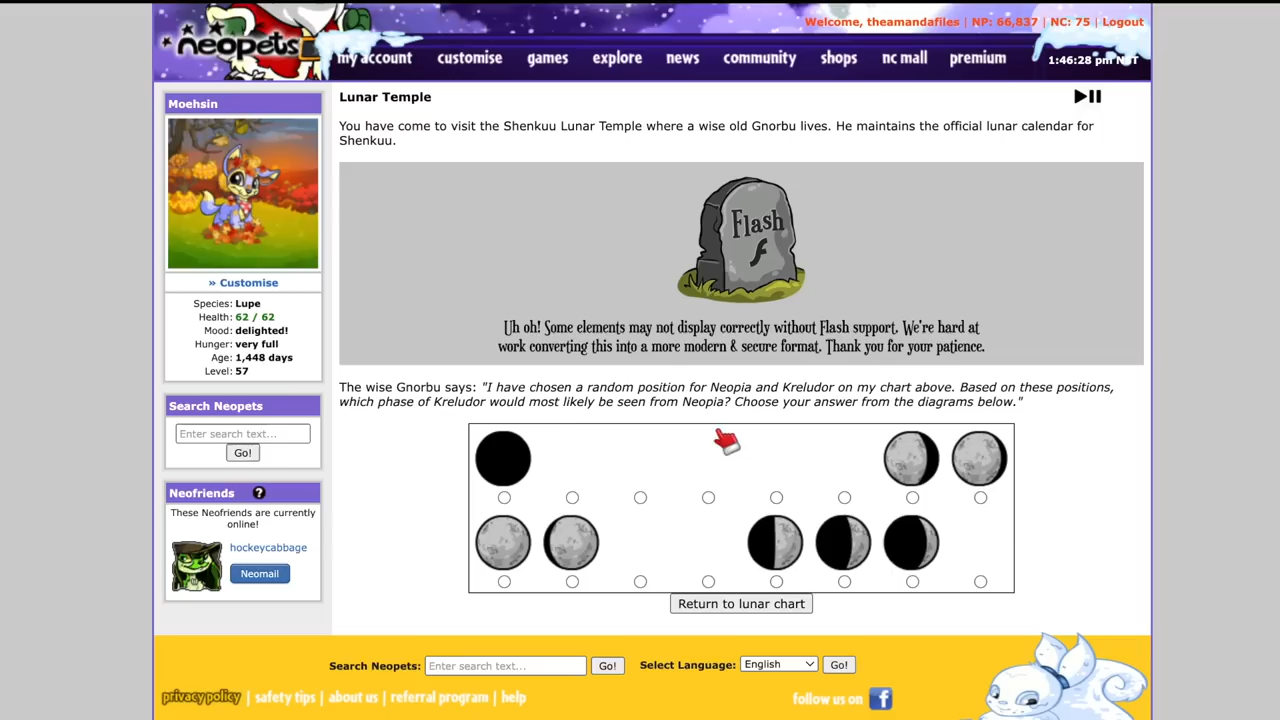 Welcome, theamandafiles | NP: 66,837 | NC: 75 | Logout
neopets
my account customise games explore news community shops nc mall premium
1:46:28 pm NST
Moehsin
» Customise
Species: Lupe
Health: 62 / 62
Mood: delighted!
Hunger: very full
Age: 1,448 days
Level: 57
Search Neopets
Enter search text...
Go!
Neofriends ?
These Neofriends are currently
online!
hockeycabbage
Neomail
Lunar Temple
You have come to visit the Shenkuu Lunar Temple where a wise old Gnorbu lives. He maintains the official lunar calendar for
Shenkuu.
Flash
f
Uh oh! Some elements may not display correctly without Flash support. We're hard at
work converting this into a more modern & secure format. Thank you for your patience.
The wise Gnorbu says: "I have chosen a random position for Neopia and Kreludor on my chart above. Based on these positions,
which phase of Kreludor would most likely be seen from Neopia? Choose your answer from the diagrams below."
Return to lunar chart
Search Neopets: Enter search text... Go! Select Language: English Go!
privacy policy | safety tips | about us | referral program | help
follow us on f